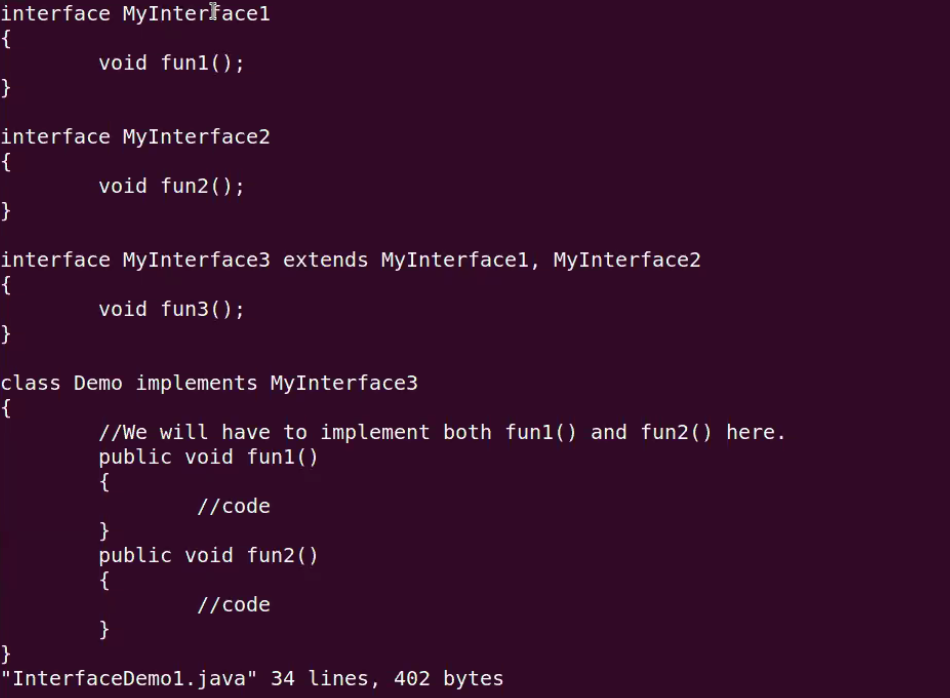 interface MyInterface1
{
        void fun1();
}

interface MyInterface2
{
        void fun2();
}

interface MyInterface3 extends MyInterface1, MyInterface2
{
        void fun3();
}

class Demo implements MyInterface3
{
        //We will have to implement both fun1() and fun2() here.
        public void fun1()
        {
                //code
        }
        public void fun2()
        {
                //code
        }
}
"InterfaceDemo1.java" 34 lines, 402 bytes